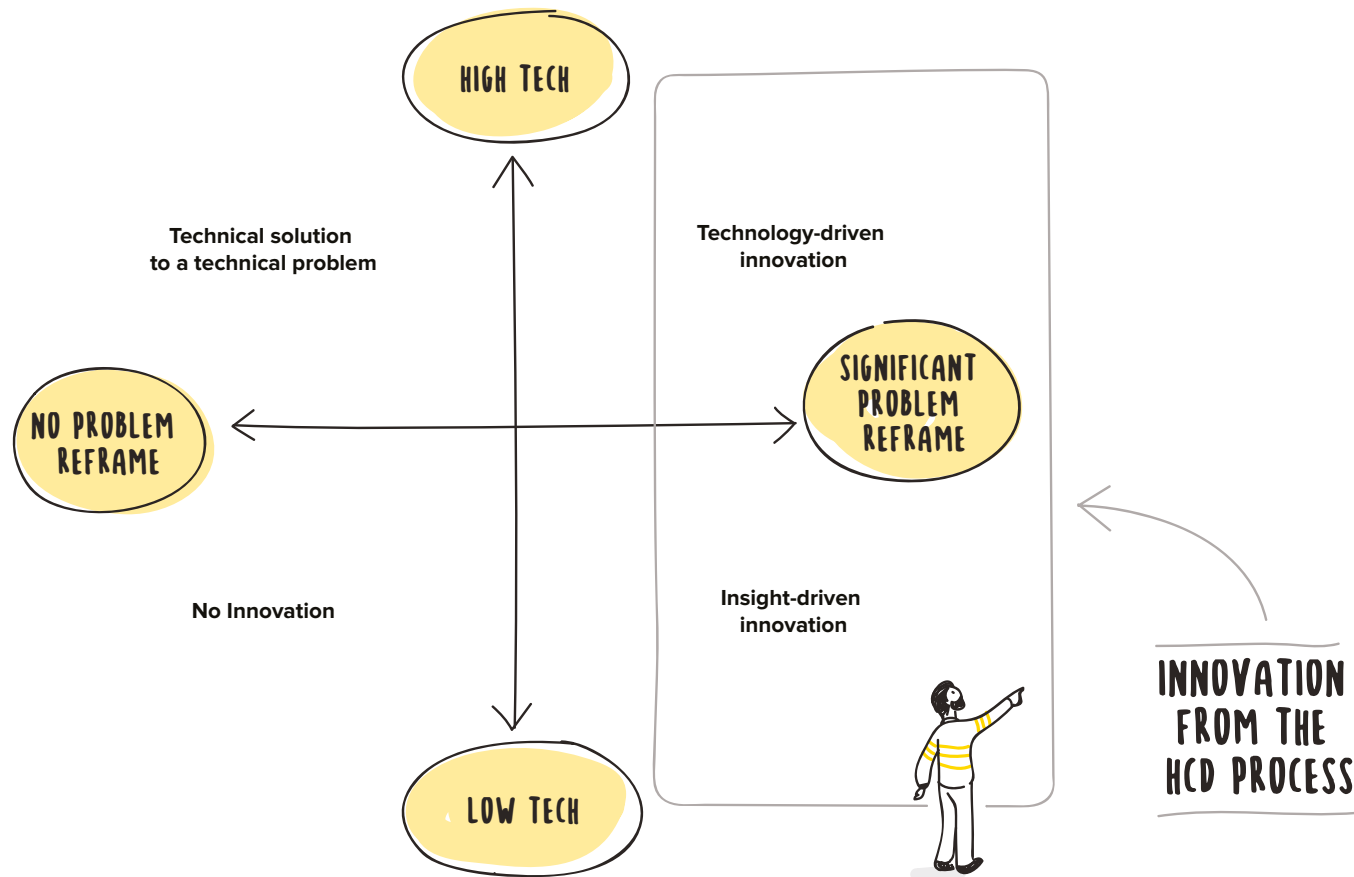 HIGH TECH
Technical solution
to a technical problem
Technology-driven
innovation
NO PROBLEM
REFRAME
SIGNIFICANT
PROBLEM
REFRAME
No Innovation
Insight-driven
innovation
LOW TECH
INNOVATION
FROM THE
HCD PROCESS